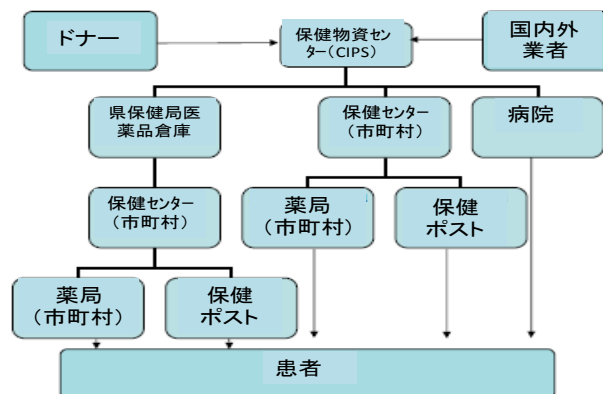 ドナー
保健物資セン
ター(CIPS)
国内外
業者
県保健局医
薬品倉庫
保健センター
(市町村)
病院
保健センター
(市町村)
薬局
(市町村)
保健
ポスト
薬局
(市町村)
保健
ポスト
患者